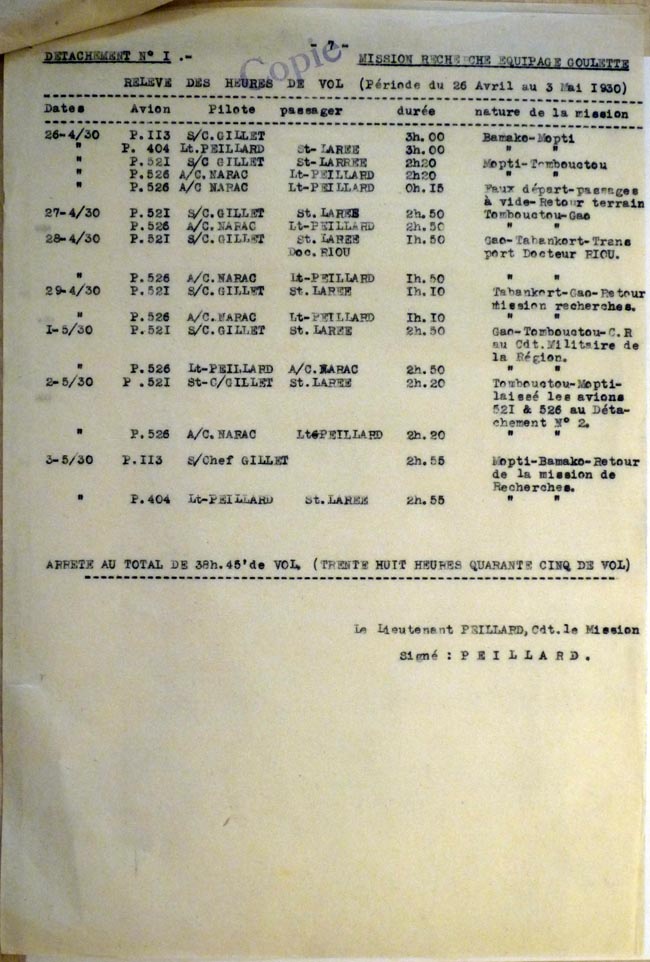 - 7 -
Copie
DETACHEMENT N° I .-
MISSION RECHERCHE EQUIPAGE GOULETTE
RELEVE DES HEURES DE VOL (Période du 26 Avril au 3 Mai I930)
Dates Avion Pilote passager durée nature de la mission
26-4/30 P.II3 S/C.GILLET 3h.00 Bamako-Mopti
" P. 404 Lt.PEILLARD St-LAREE 3h.00 " "
" P.52I S/C GILLET St-LARREE 2h20 Mopti-Tombouctou
" P.526 A/C.NARAC Lt-PEILLARD 2h20
" P.526 A/C NARAC Lt-PEILLARD 0h.I5 Faux départ-passages
à vide-Retour terrain
27-4/30 P.52I S/C.GILLET St.LAREE 2h.50 Tombouctou-Gao
P.526 A/C.NARAC Lt-PEILLARD 2h.50 " "
28-4/30 P.52I S/C.GILLET St.LAREE Ih.50 Gao-Tabankort-Trans
Doc.RIOU port Docteur RIOU.
" P.526 A/C.NARAC Lt-PEILLARD Ih.50 " "
29-4/30 P.52I S/C.GILLET St.LAREE Ih.I0 Tabankort-Gao-Retour
mission recherches.
" P.526 A/C.NARAC Lt-PEILLARD Ih.I0 " "
I-5/30 P.52I S/C.GILLET St.LAREE 2h.50 Gao-Tombouctou-C.R
au Cdt.Militaire de
la Région.
" P.526 Lt-PEILLARD A/C.NARAC 2h.50 " "
2-5/30 P .52I St-C/GILLET St.LAREE 2h.20 Tombouctou-Mopti-
laissé les avions
52I & 526 au Déta-
chement N° 2.
" P.526 A/C.NARAC Lt-PEILLARD 2h.20 " "
3-5/30 P.II3 S/Chef GILLET 2h.55 Mopti-Bamako-Retour
de la mission de
Recherches.
" P.404 Lt-PEILLARD St.LAREE 2h.55 " "
ARRETE AU TOTAL DE 38h.45'de VOL. (TRENTE HUIT HEURES QUARANTE CINQ DE VOL)
Le Lieutenant PEILLARD,Cdt.le Mission
Signé : P E I L L A R D .